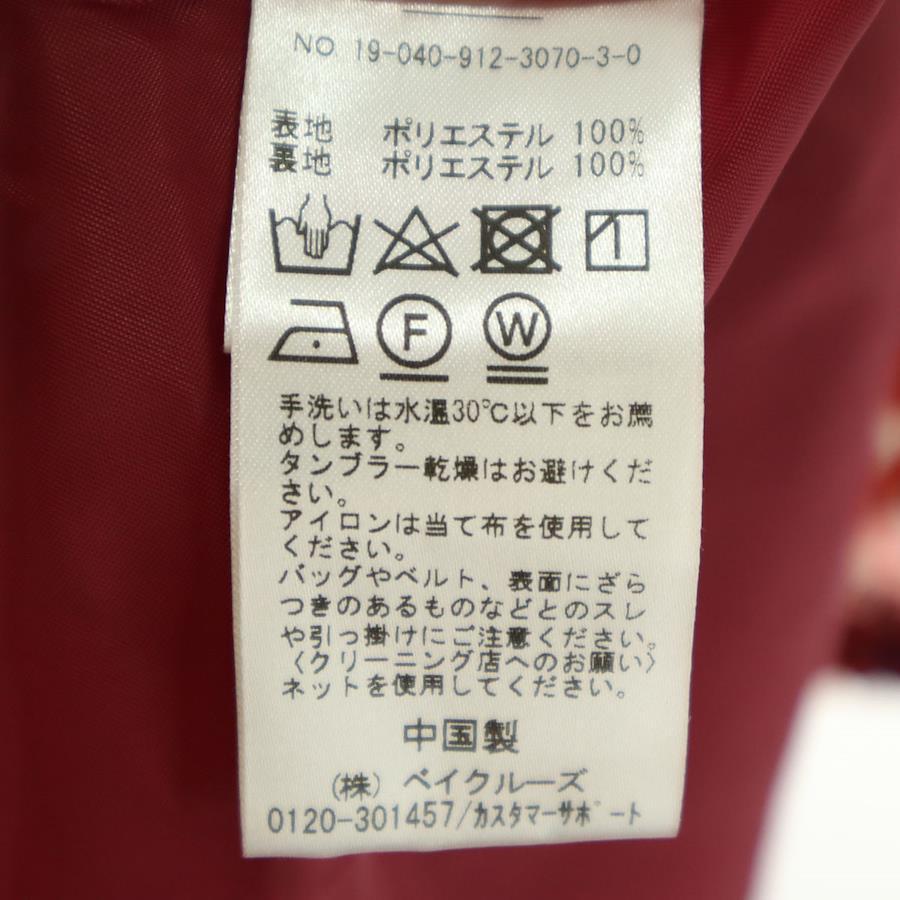 NO 19-040-912-3070-3-0
表地 ポリエステル 100%
裏地 ポリエステル 100%
F W
手洗いは水温30℃以下をお薦
めします。
タンブラー乾燥はお避けくだ
さい。
アイロンは当て布を使用して
ください。
バッグやベルト、表面にざら
つきのあるものなどとのスレ
や引っ掛けにご注意ください。
〈クリーニング店へのお願い〉
ネットを使用してください。
中国製
(株) ベイクルーズ
0120-301457/ｶｽﾀﾏｰｻﾎﾟｰﾄ